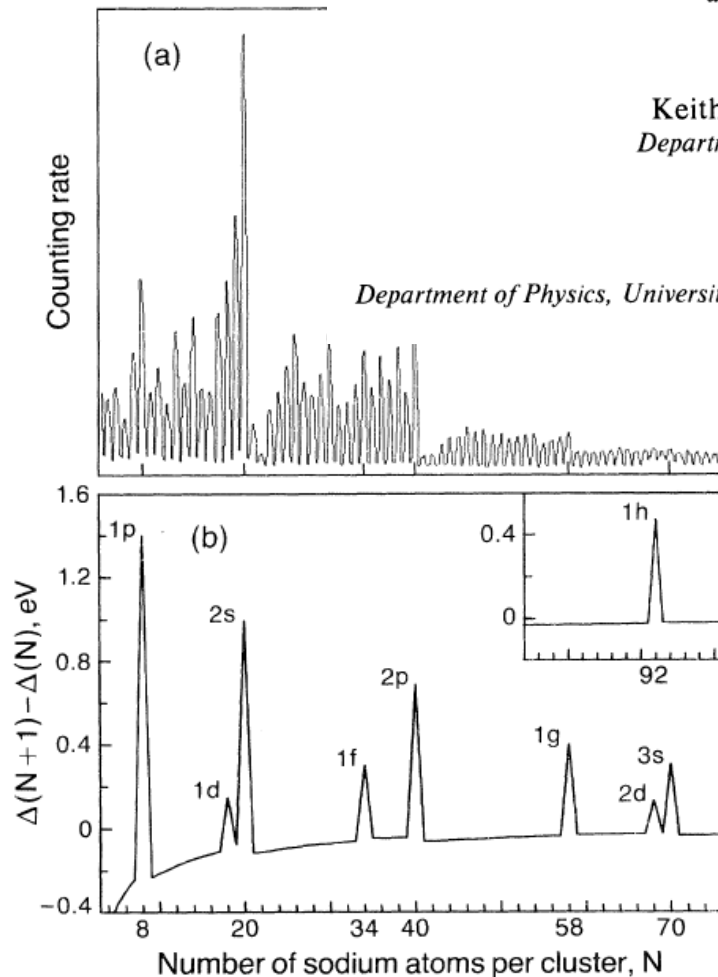 (a)
Keith
Departm
Counting rate
Department of Physics, Universit
1.6
1.2
0.8
0.4
0
−0.4
Δ(N+1)−Δ(N), eV
(b)
1p
1d
2s
1f
2p
1g
2d
3s
0.4
0
1h
92
8
20
34
40
58
70
Number of sodium atoms per cluster, N